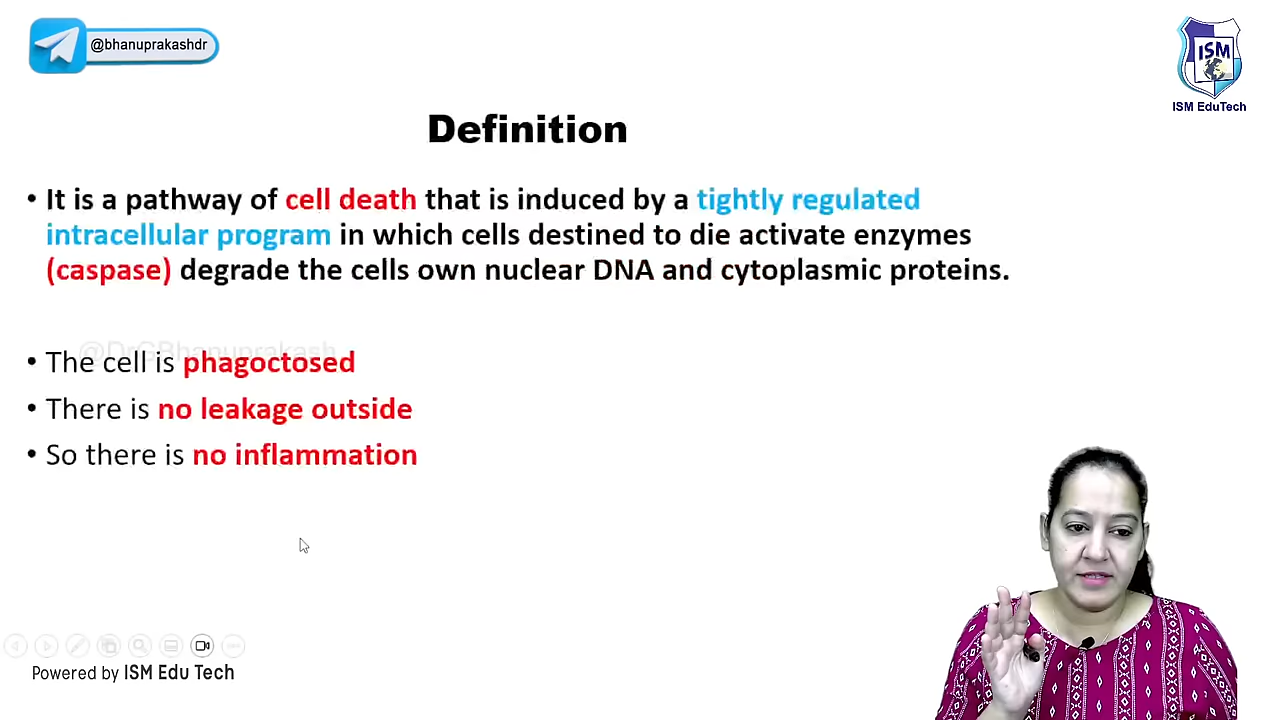 @bhanuprakashdr
ISM
ISM EduTech
Definition
• It is a pathway of cell death that is induced by a tightly regulated
intracellular program in which cells destined to die activate enzymes
(caspase) degrade the cells own nuclear DNA and cytoplasmic proteins.
@DrGBhanuprakash
• The cell is phagoctosed
• There is no leakage outside
• So there is no inflammation
Powered by ISM Edu Tech